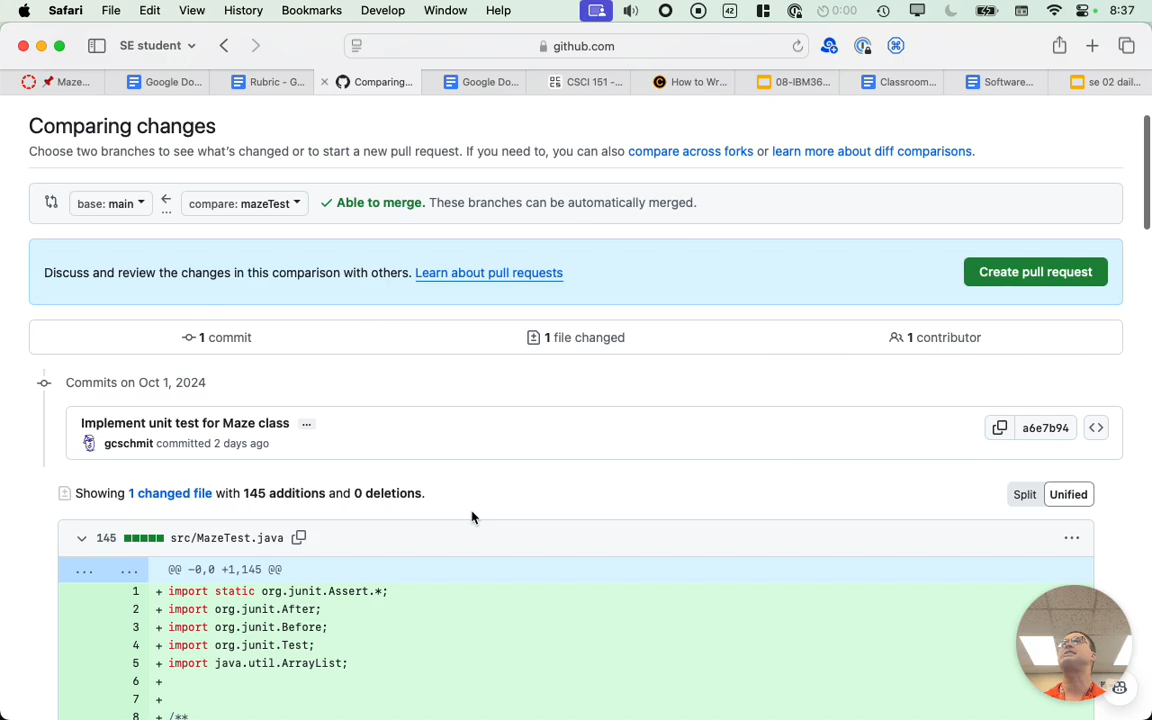 Safari File Edit View History Bookmarks Develop Window Help 42 0:00 8:37
SE student github.com
Maze... Google Do... Rubric - G... Comparing... Google Do... CSCI 151 -... How to Wr... 08-IBM36... Classroom... Software... se 02 dail...
Comparing changes
Choose two branches to see what's changed or to start a new pull request. If you need to, you can also compare across forks or learn more about diff comparisons.
base: main ← ... compare: mazeTest ✓ Able to merge. These branches can be automatically merged.
Discuss and review the changes in this comparison with others. Learn about pull requests Create pull request
1 commit 1 file changed 1 contributor
Commits on Oct 1, 2024
Implement unit test for Maze class ...
a6e7b94 <>
gcschmit committed 2 days ago
Showing 1 changed file with 145 additions and 0 deletions. Split Unified
145 src/MazeTest.java ...
... ... @@ -0,0 +1,145 @@
1 + import static org.junit.Assert.*;
2 + import org.junit.After;
3 + import org.junit.Before;
4 + import org.junit.Test;
5 + import java.util.ArrayList;
6 +
7 +
8 + /**